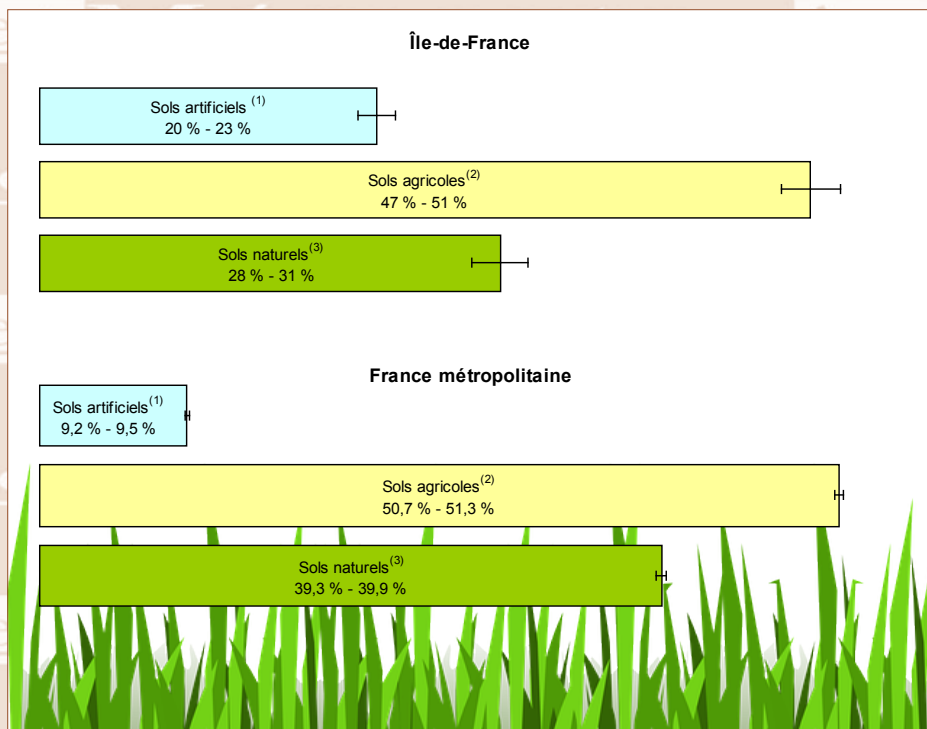 Île-de-France
Sols artificiels (1)
20 % - 23 %
Sols agricoles(2)
47 % - 51 %
Sols naturels(3)
28 % - 31 %
France métropolitaine
Sols artificiels(1)
9,2 % - 9,5 %
Sols agricoles(2)
50,7 % - 51,3 %
Sols naturels(3)
39,3 % - 39,9 %